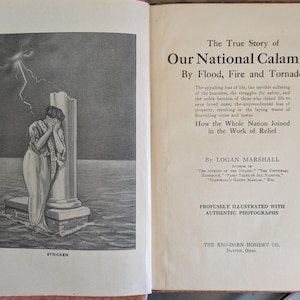 STRICKEN
The True Story of
Our National Calam
By Flood, Fire and Tornado
The appalling loss of life, the terrible suffering
of the homeless, the struggles for safety, and
the noble heroism of those who risked life to
save loved ones; the unprecedented loss of
property, resulting in the laying waste of
flourishing cities and towns
How the Whole Nation Joined
in the Work of Relief
By LOGAN MARSHALL
AUTHOR OF
PROFUSELY ILLUSTRATED WITH
AUTHENTIC PHOTOGRAPHS
THE KNO-DARN HOSIERY CO.
DAYTON, OHIO.